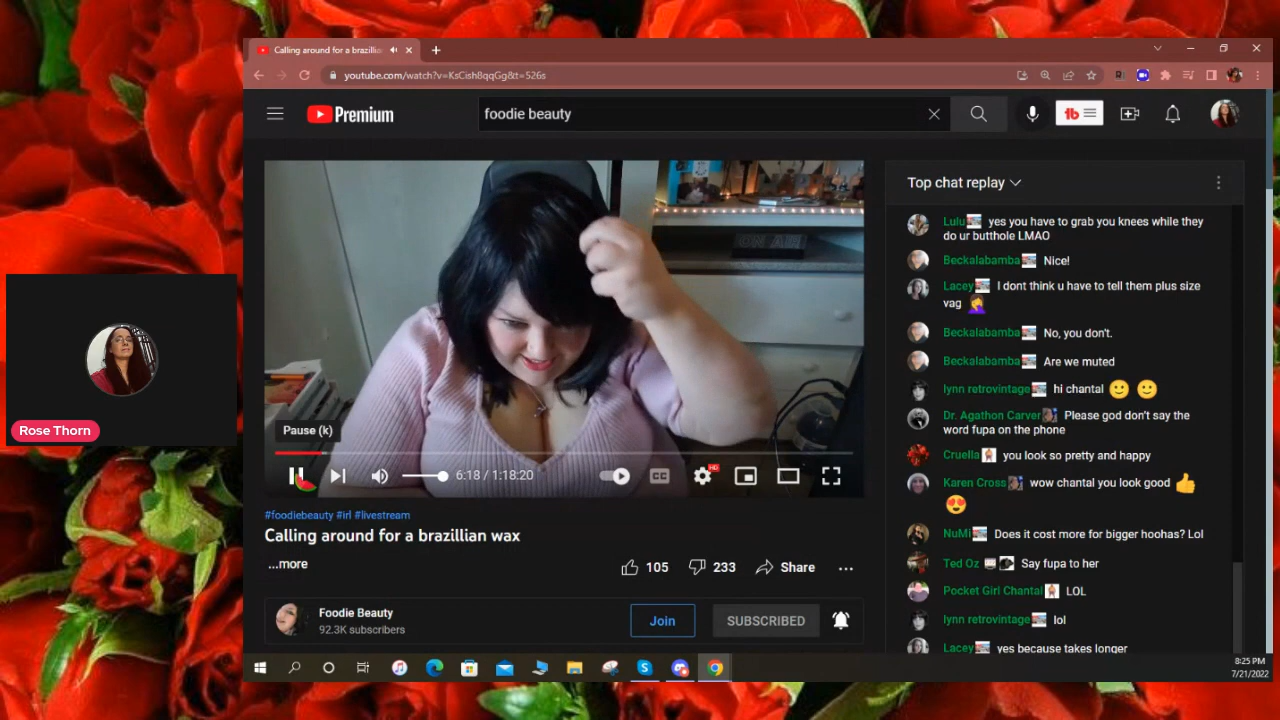 Calling around for a brazillia
youtube.com/watch?v=KsCish8qqGg&t=526s
Premium
foodie beauty
Top chat replay
Lulu yes you have to grab you knees while they
do ur butthole LMAO
Beckalabamba Nice!
Lacey I dont think u have to tell them plus size
vag
Beckalabamba No, you don't.
Beckalabamba Are we muted
lynn retrovintage hi chantal
Dr. Agathon Carver Please god don't say the
word fupa on the phone
Cruella you look so pretty and happy
Karen Cross wow chantal you look good
NuMi Does it cost more for bigger hoohas? Lol
Ted Oz Say fupa to her
Pocket Girl Chantal LOL
lynn retrovintage lol
Lacey yes because takes longer
ON AIR
Pause (k)
6:18 / 1:18:20
CC
HD
#foodiebeauty #irl #livestream
Calling around for a brazillian wax
...more
105
233
Share
Foodie Beauty
92.3K subscribers
Join
SUBSCRIBED
Rose Thorn
8:25 PM
7/21/2022